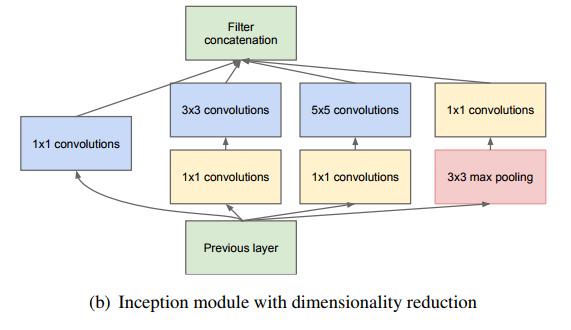 Filter
concatenation
3x3 convolutions
5x5 convolutions
1x1 convolutions
1x1 convolutions
1x1 convolutions
1x1 convolutions
3x3 max pooling
Previous layer
(b) Inception module with dimensionality reduction